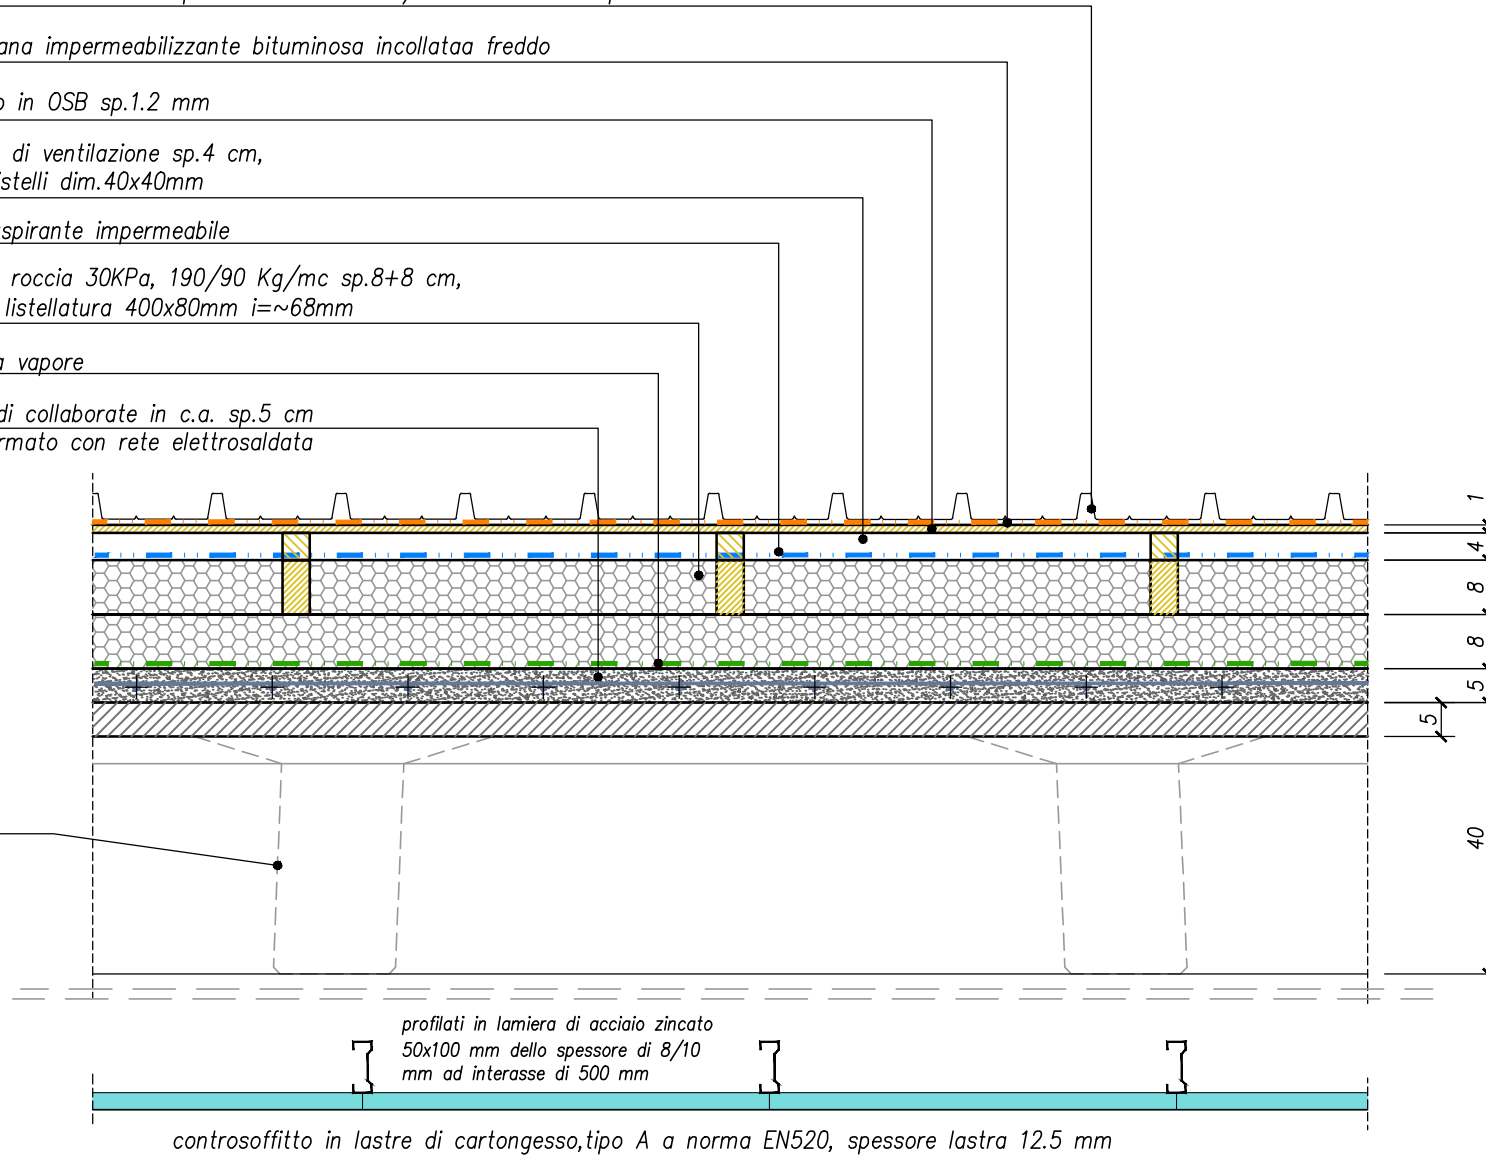 impermeabilizzante bituminosa incollataa freddo
in OSB sp.1.2 mm
di ventilazione sp.4 cm,
dim.40x40mm
impermeabile
roccia 30KPa, 190/90 Kg/mc sp.8+8 cm,
listellatura 400x80mm i=~68mm
vapore
di collaborate in c.a. sp.5 cm
con rete elettrosaldata
1
4
8
8
5
5
40
profilati in lamiera di acciaio zincato
50x100 mm dello spessore di 8/10
mm ad interasse di 500 mm
controsoffitto in lastre di cartongesso,tipo A a norma EN520, spessore lastra 12.5 mm